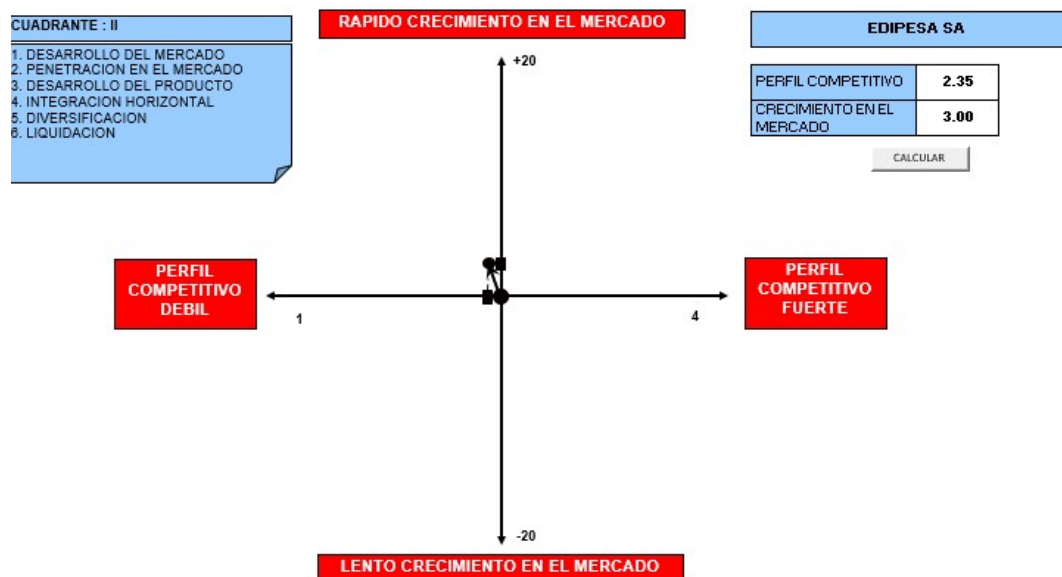 CUADRANTE : II
1. DESARROLLO DEL MERCADO
2. PENETRACION EN EL MERCADO
3. DESARROLLO DEL PRODUCTO
4. INTEGRACION HORIZONTAL
5. DIVERSIFICACION
6. LIQUIDACION
RAPIDO CRECIMIENTO EN EL MERCADO
+20
EDIPESA SA
PERFIL COMPETITIVO 2.35
CRECIMIENTO EN EL
MERCADO 3.00
CALCULAR
PERFIL
COMPETITIVO
DEBIL
1
4
PERFIL
COMPETITIVO
FUERTE
-20
LENTO CRECIMIENTO EN EL MERCADO